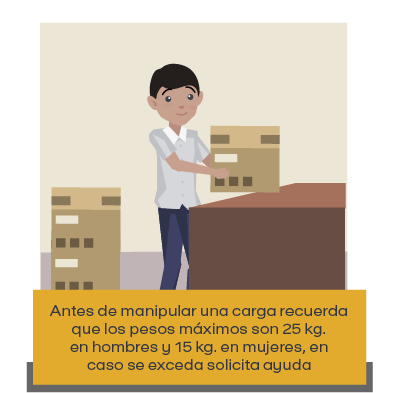 Antes de manipular una carga recuerda
que los pesos máximos son 25 kg.
en hombres y 15 kg. en mujeres, en
caso se exceda solicita ayuda